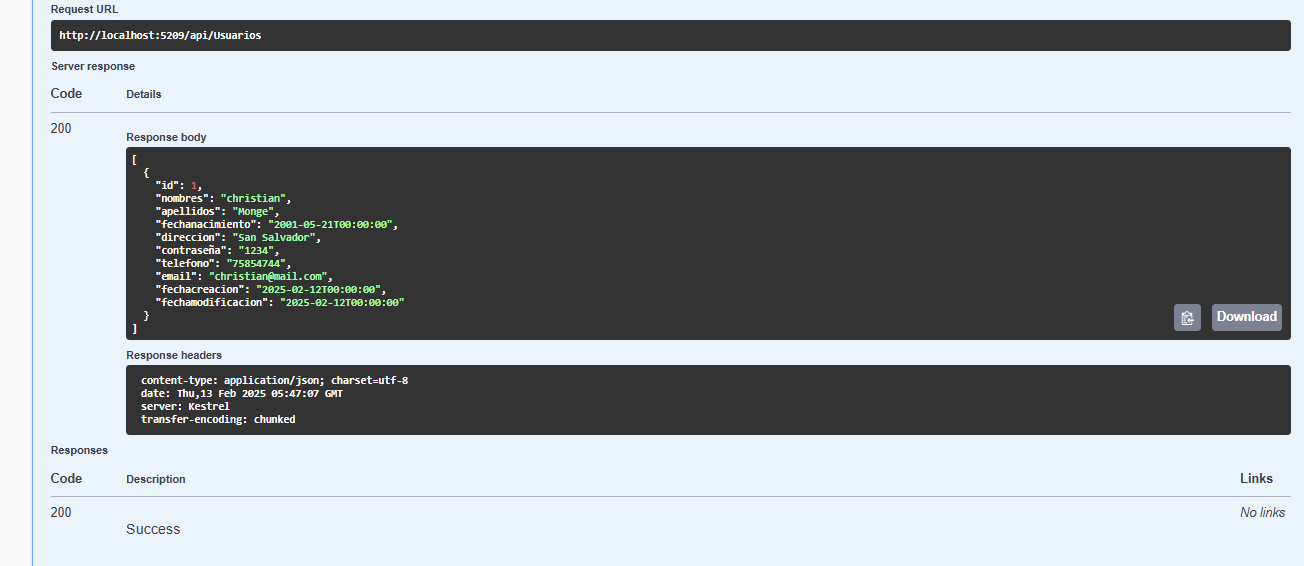 Request URL
http://localhost:5209/api/Usuarios
Server response
Code Details
200
Response body
[
  {
    "id": 1,
    "nombres": "christian",
    "apellidos": "Monge",
    "fechanacimiento": "2001-05-21T00:00:00",
    "direccion": "San Salvador",
    "contraseña": "1234",
    "telefono": "75854744",
    "email": "christian@mail.com",
    "fechacreacion": "2025-02-12T00:00:00",
    "fechamodificacion": "2025-02-12T00:00:00"
  }
]
Download
Response headers
content-type: application/json; charset=utf-8
date: Thu,13 Feb 2025 05:47:07 GMT
server: Kestrel
transfer-encoding: chunked
Responses
Code Description Links
200 No links
Success